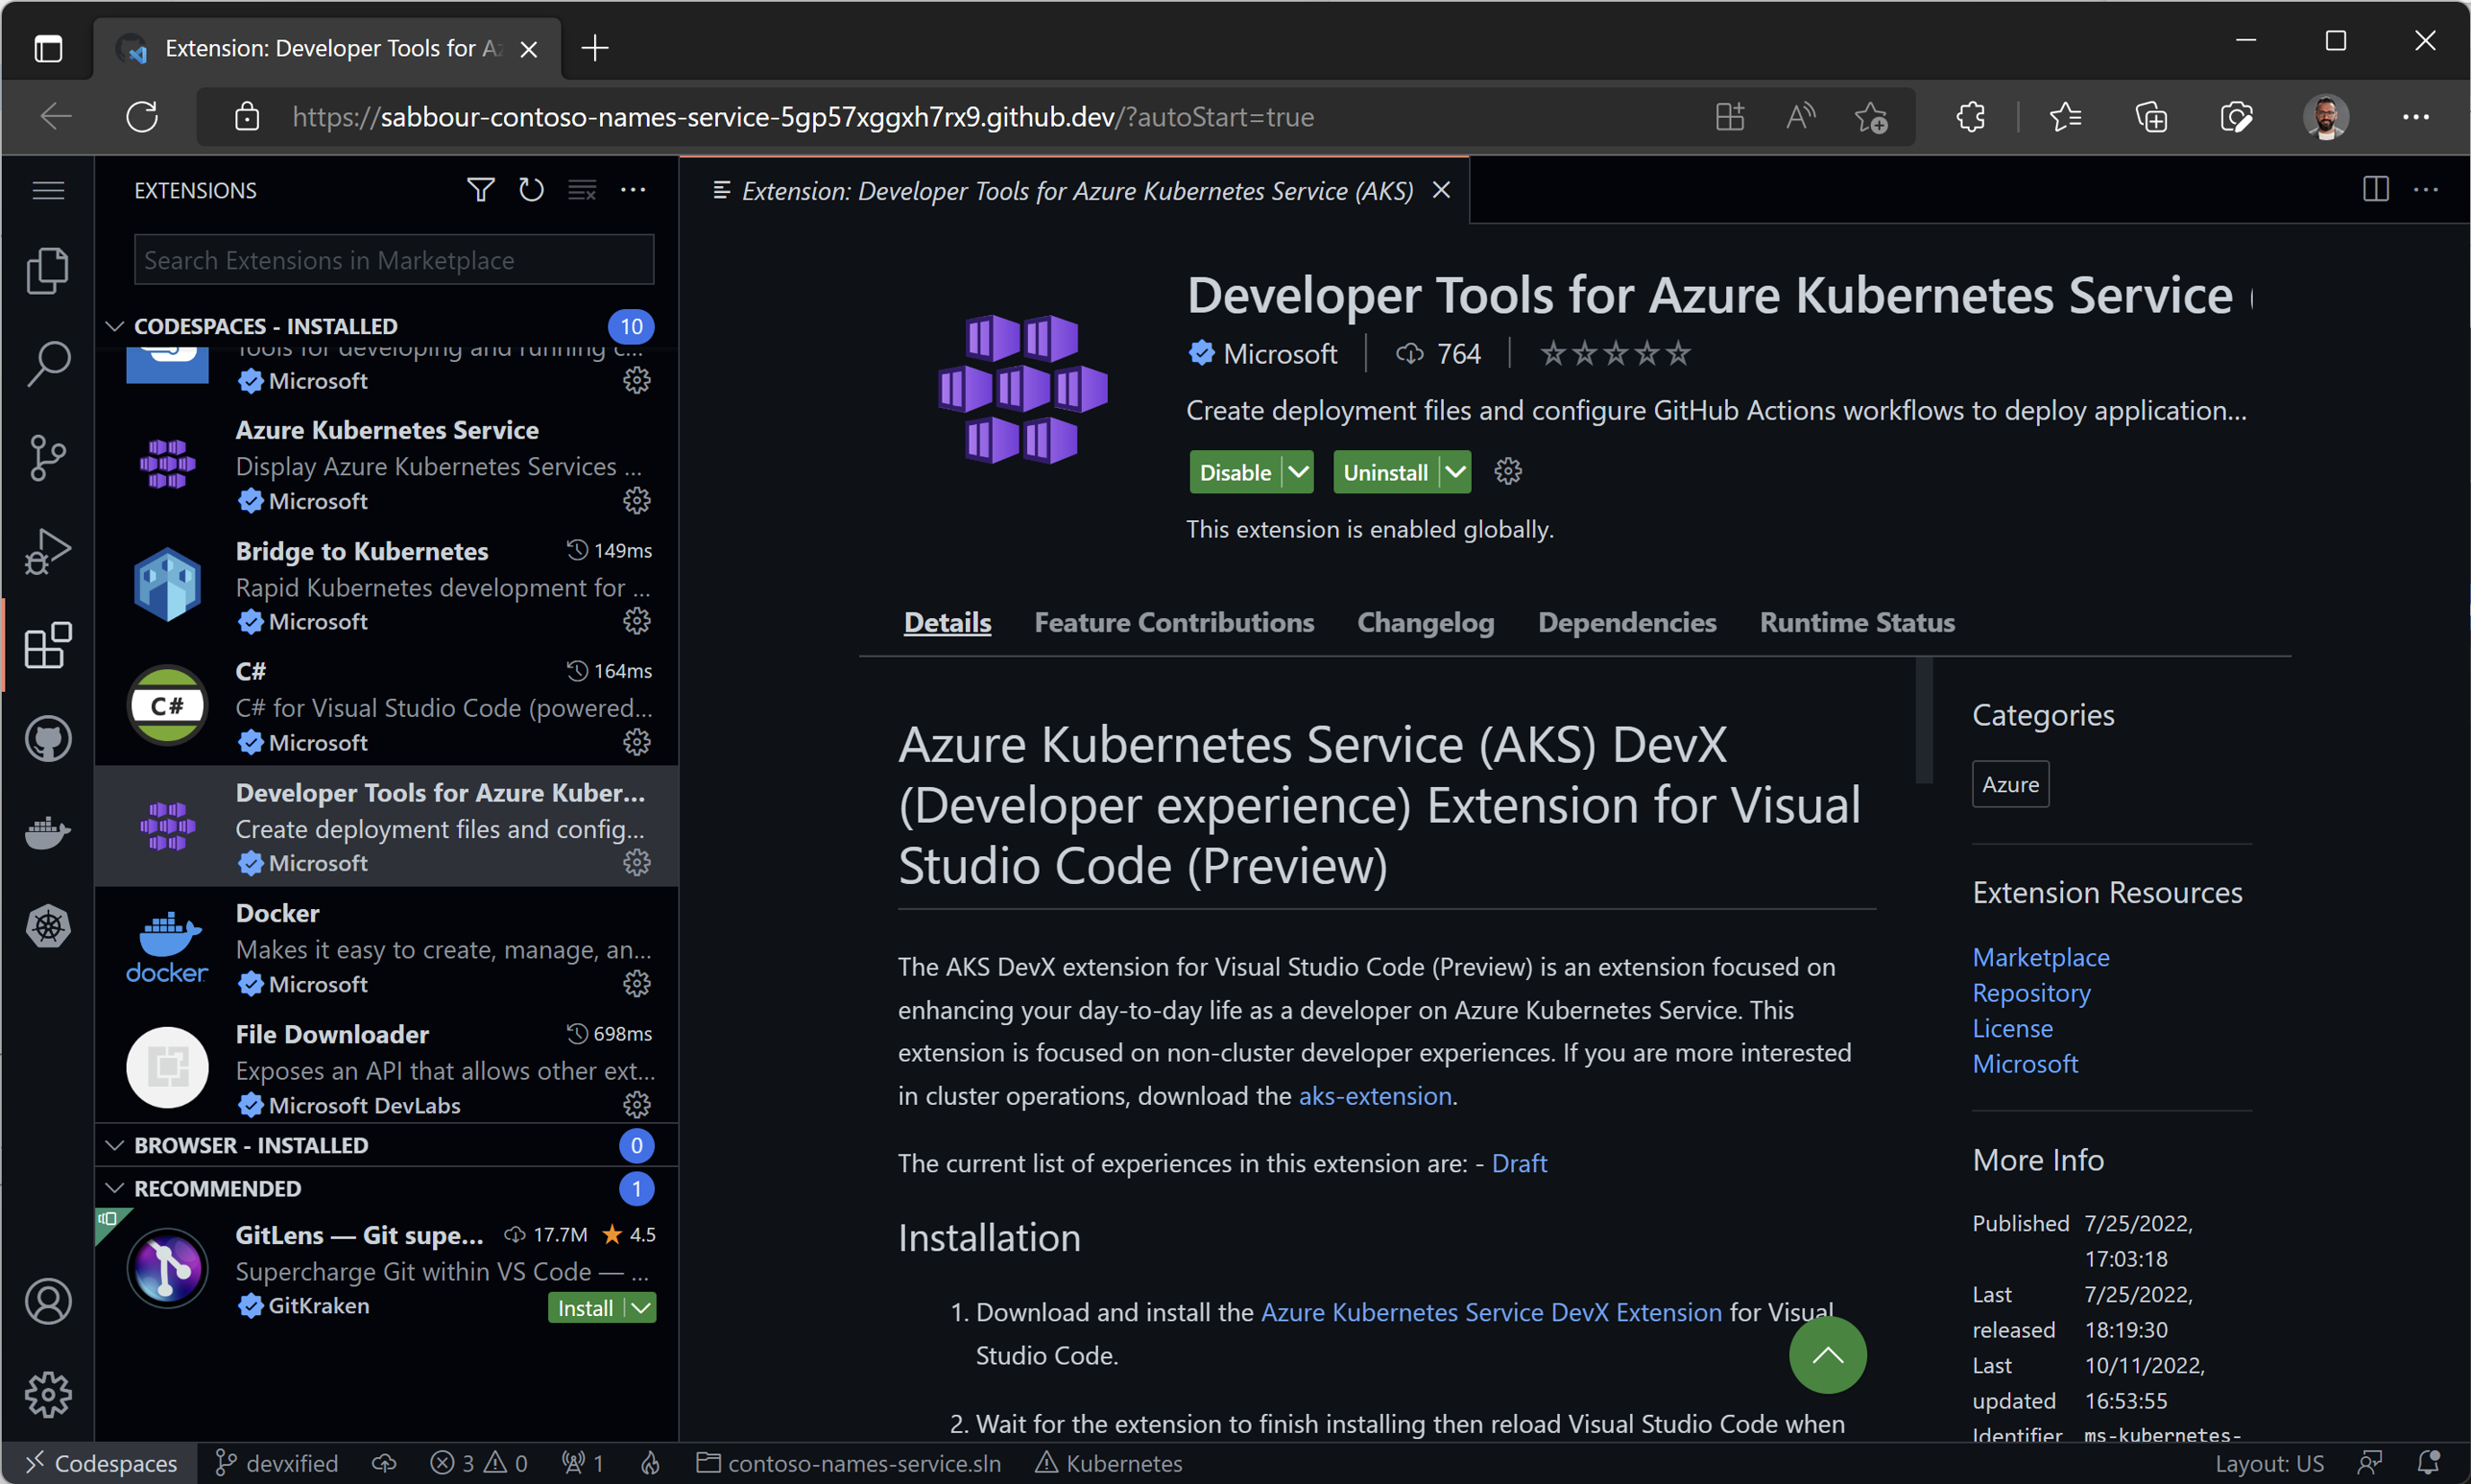 Extension: Developer Tools for Az
https://sabbour-contoso-names-service-5gp57xggxh7rx9.github.dev/?autoStart=true
EXTENSIONS
Search Extensions in Marketplace
CODESPACES - INSTALLED 10
Tools for developing and running c...
Microsoft
Azure Kubernetes Service
Display Azure Kubernetes Services ...
Microsoft
Bridge to Kubernetes 149ms
Rapid Kubernetes development for ...
Microsoft
C# 164ms
C# for Visual Studio Code (powered...
Microsoft
C#
Developer Tools for Azure Kuber...
Create deployment files and config...
Microsoft
Docker
Makes it easy to create, manage, an...
Microsoft
docker
File Downloader 698ms
Exposes an API that allows other ext...
Microsoft DevLabs
BROWSER - INSTALLED 0
RECOMMENDED 1
GitLens — Git supe... 17.7M 4.5
Supercharge Git within VS Code — ...
GitKraken Install
Extension: Developer Tools for Azure Kubernetes Service (AKS)
Developer Tools for Azure Kubernetes Service (
Microsoft 764
Create deployment files and configure GitHub Actions workflows to deploy application...
Disable Uninstall
This extension is enabled globally.
Details Feature Contributions Changelog Dependencies Runtime Status
Azure Kubernetes Service (AKS) DevX
(Developer experience) Extension for Visual
Studio Code (Preview)
The AKS DevX extension for Visual Studio Code (Preview) is an extension focused on
enhancing your day-to-day life as a developer on Azure Kubernetes Service. This
extension is focused on non-cluster developer experiences. If you are more interested
in cluster operations, download the aks-extension.
The current list of experiences in this extension are: - Draft
Installation
1. Download and install the Azure Kubernetes Service DevX Extension for Visual
Studio Code.
2. Wait for the extension to finish installing then reload Visual Studio Code when
Categories
Azure
Extension Resources
Marketplace
Repository
License
Microsoft
More Info
Published 7/25/2022,
17:03:18
Last 7/25/2022,
released 18:19:30
Last 10/11/2022,
updated 16:53:55
Identifier ms-kubernetes-
Codespaces devxified 3 0 1 contoso-names-service.sln Kubernetes Layout: US